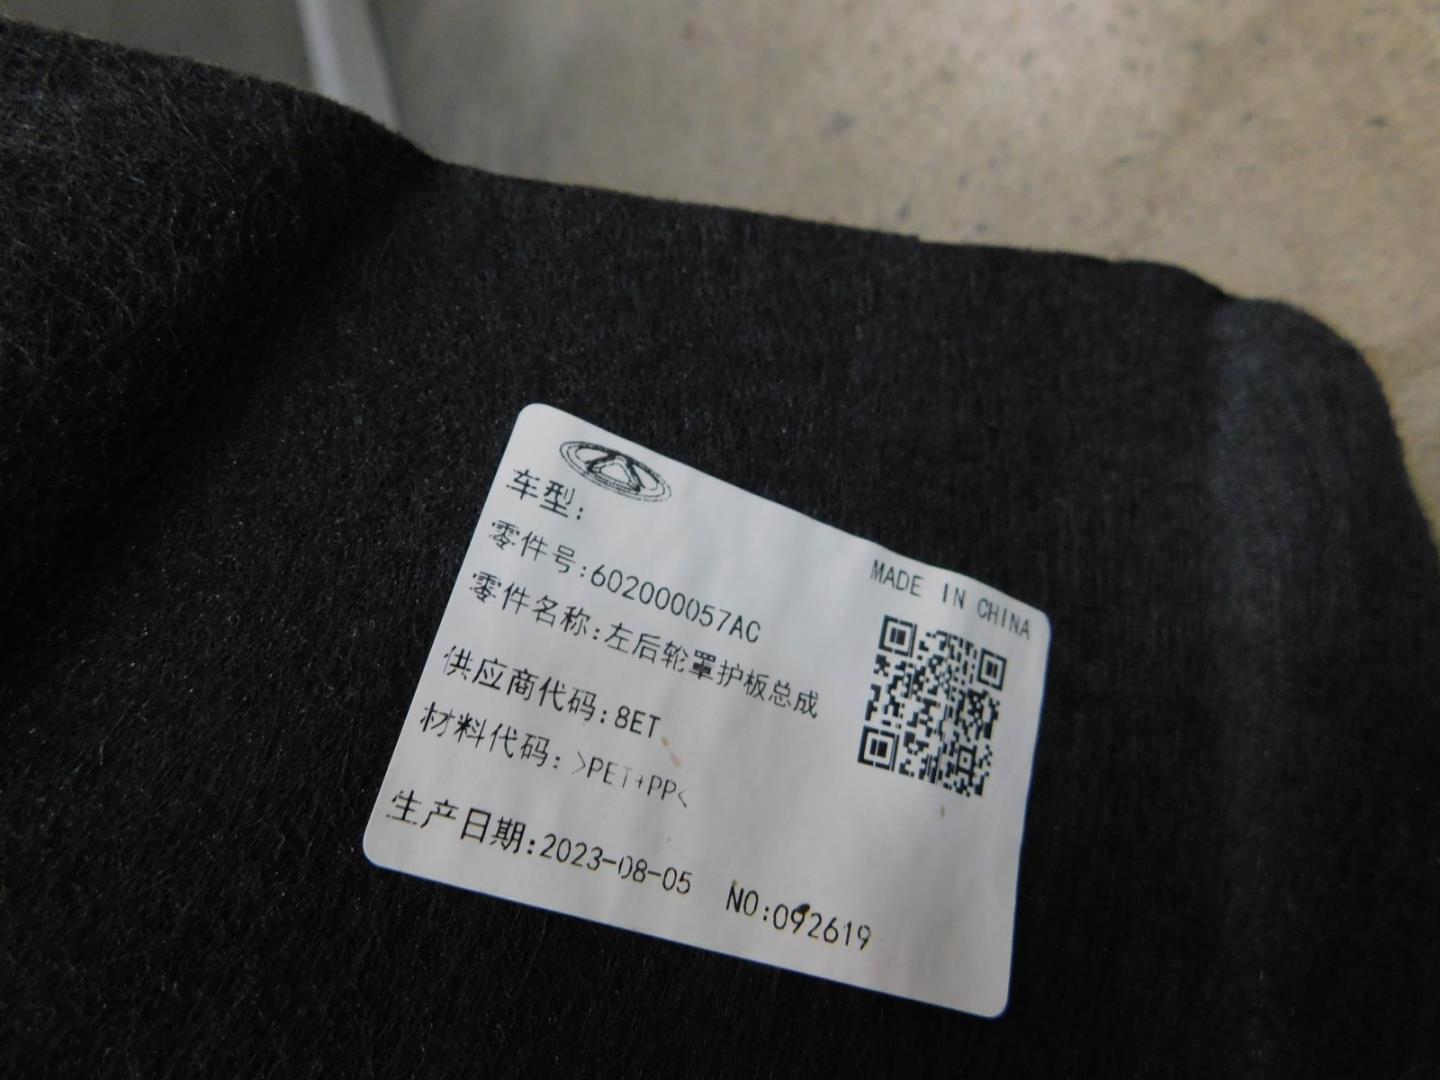 车型:
零件号:602000057AC
零件名称:左后轮罩护板总成
供应商代码:8ET
材料代码:>PET+PP<
生产日期:2023-08-05 NO:092619
MADE IN CHINA